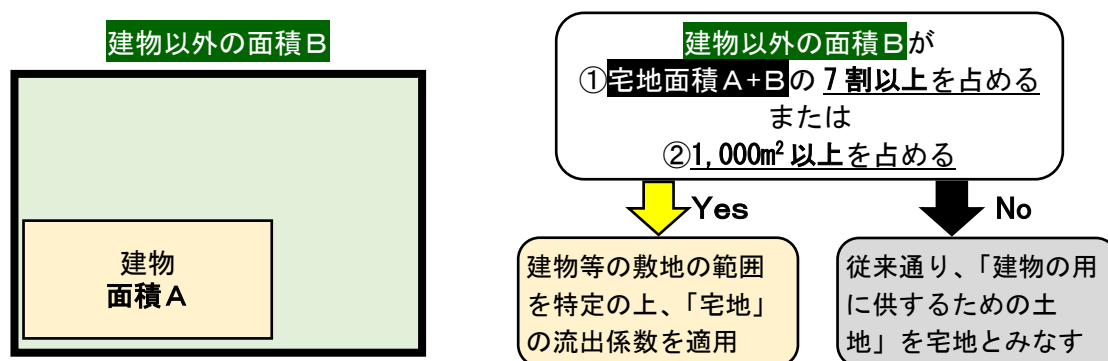 建物以外の面積B
建物
面積A
建物以外の面積Bが
①宅地面積A+Bの7割以上を占める
または
②1,000m²以上を占める
Yes
No
建物等の敷地の範囲
を特定の上、「宅地」
の流出係数を適用
従来通り、「建物の用
に供するための土
地」を宅地とみなす